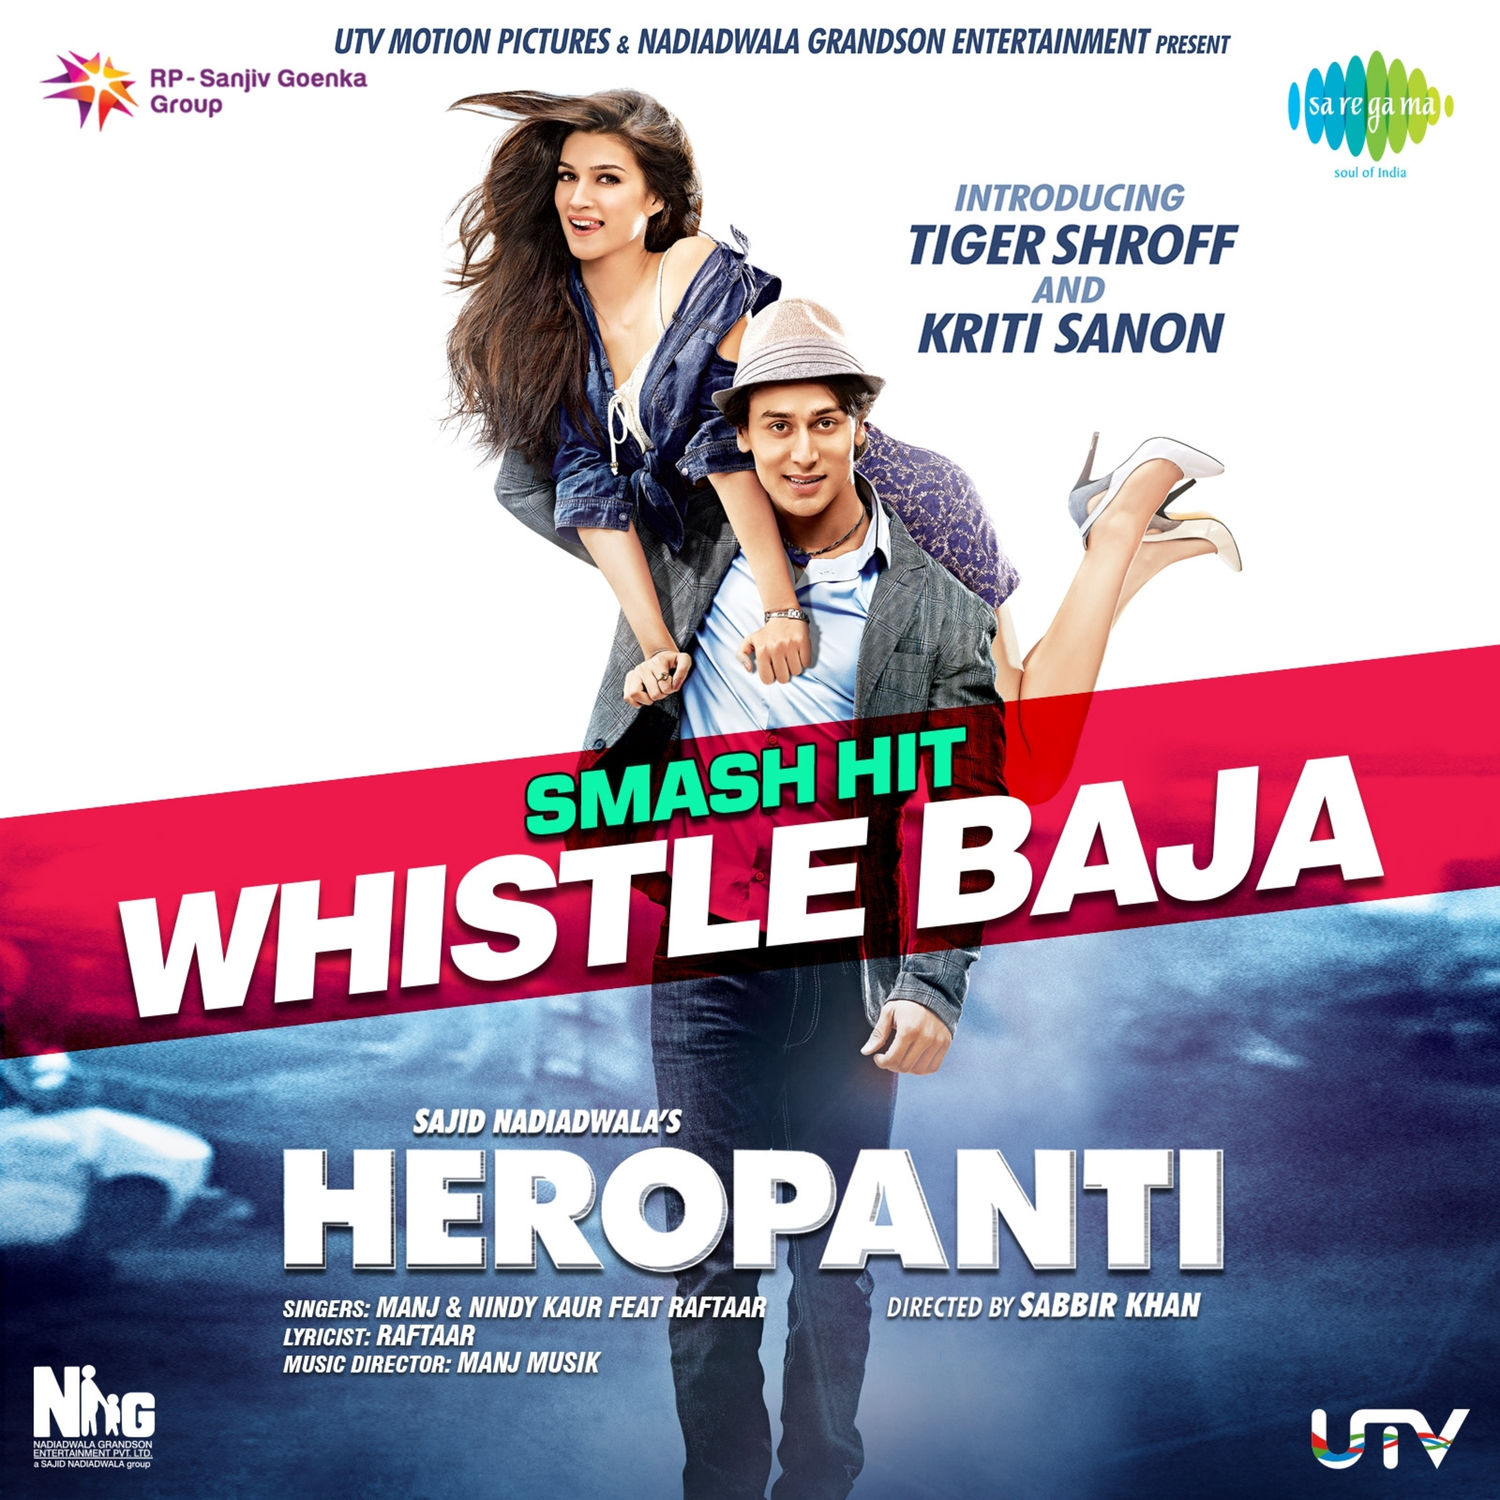 UTV MOTION PICTURES & NADIADWALA GRANDSON ENTERTAINMENT PRESENT
RP-Sanjiv Goenka
Group
sa re ga ma
soul of India
INTRODUCING
TIGER SHROFF
AND
KRITI SANON
SMASH HIT
WHISTLE BAJA
SAJID NADIADWALA'S
HEROPANTI
SINGERS: MANJ & NINDY KAUR FEAT RAFTAAR
LYRICIST: RAFTAAR
MUSIC DIRECTOR: MANJ MUSIK
DIRECTED BY SABBIR KHAN
NG
NADIADWALA GRANDSON
ENTERTAINMENT PVT. LTD.
a SAJID NADIADWALA group
UTV